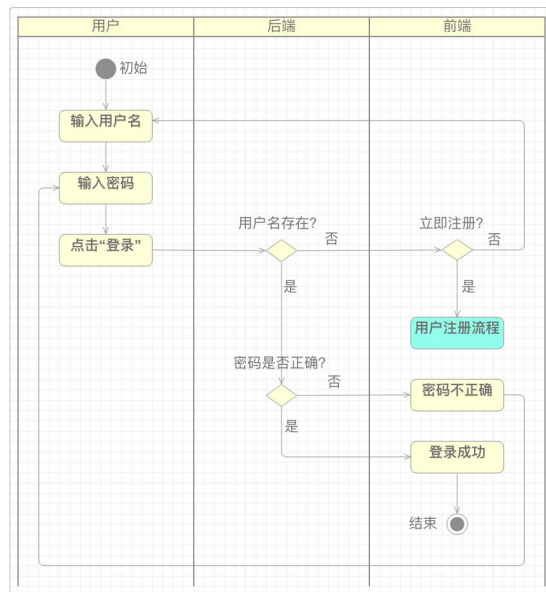 用户
后端
前端
初始
输入用户名
输入密码
点击“登录”
用户名存在?
否
立即注册?
否
是
是
用户注册流程
密码是否正确?
否
密码不正确
是
登录成功
结束